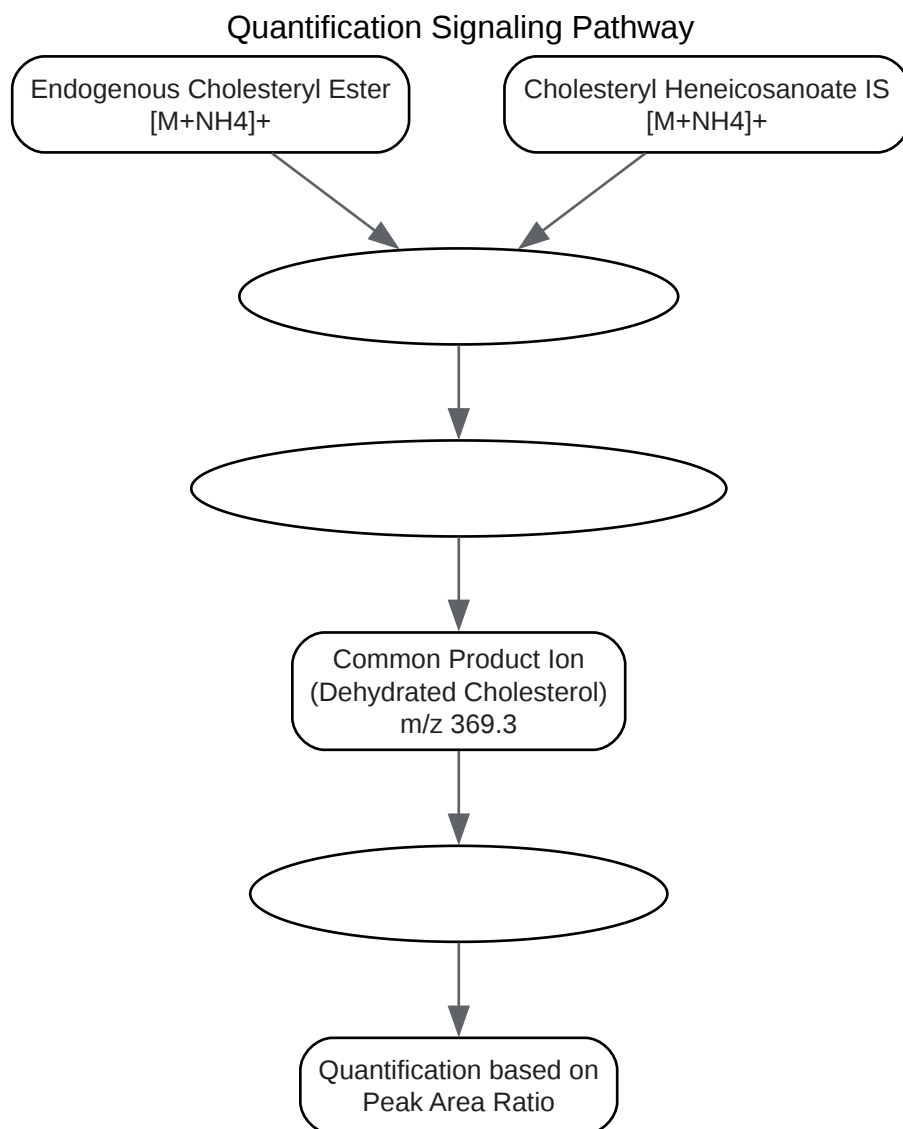 Quantification Signaling Pathway
Endogenous Cholesteryl Ester
[M+NH4]+
Cholesteryl Heneicosanoate IS
[M+NH4]+
Common Product Ion
(Dehydrated Cholesterol)
m/z 369.3
Quantification based on
Peak Area Ratio